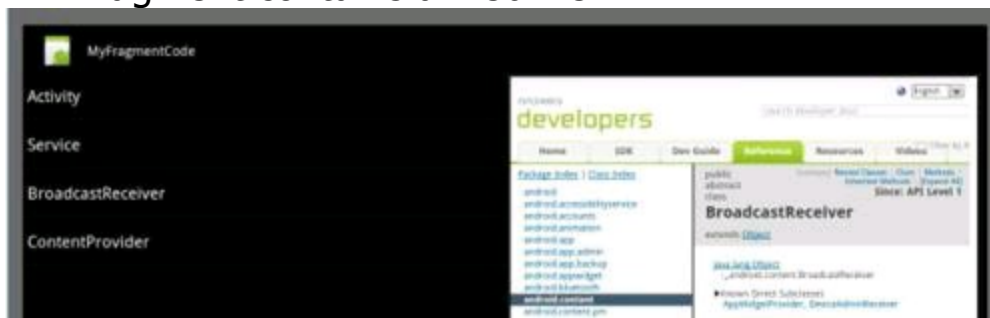 MyFragmentCode
Activity
Service
BroadcastReceiver
ContentProvider
English
developers
Home SDK Dev Guide Reference Resources Videos
Package Index | Class Index
android
android.accessibilityservice
android.accounts
android.animation
android.app
android.app.admin
android.app.backup
android.appwidget
android.bluetooth
android.content
android.content.pm
public
abstract
class
Since: API Level 1
BroadcastReceiver
extends Object
java.lang.Object
android.content.BroadcastReceiver
Known Direct Subclasses
AppWidgetProvider, DeviceAdminReceiver